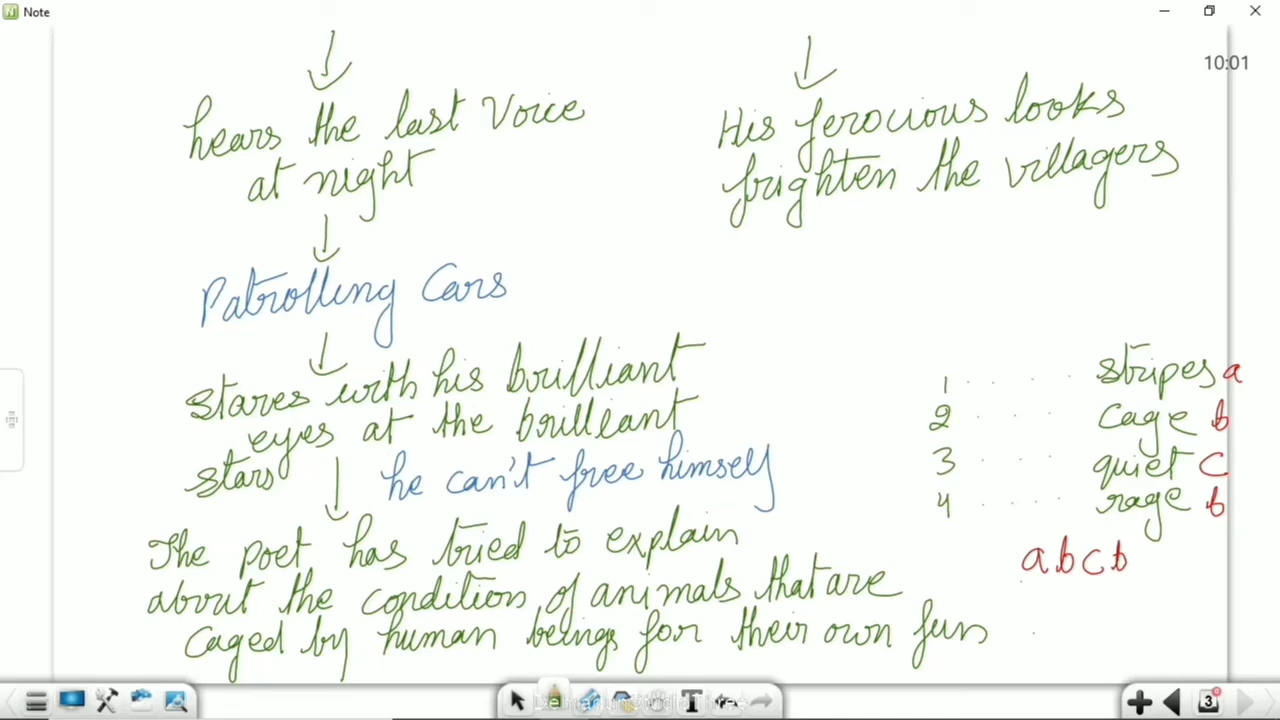 Note
10:01
hears the last Voice
at night
Patrolling Cars
stares with his brilliant
eyes at the brilleant
stars
he can't free himself
The poet has tried to explain
about the condition of animals that are
caged by human beings for their own fun
His ferocious looks
frighten the villagers
1 .... stripes a
2 .... cage b
3 .... quiet c
4 .... rage b
abcb
3